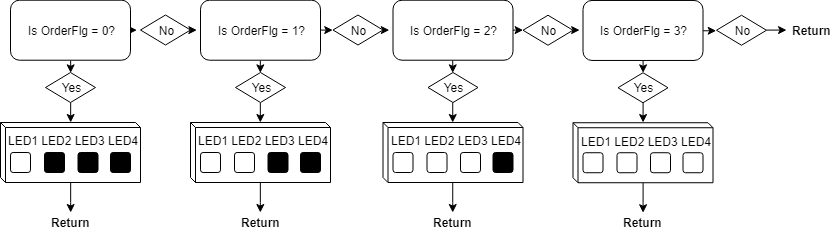 Is OrderFlg = 0?
No
Is OrderFlg = 1?
No
Is OrderFlg = 2?
No
Is OrderFlg = 3?
No
Return
Yes
Yes
Yes
Yes
LED1 LED2 LED3 LED4
LED1 LED2 LED3 LED4
LED1 LED2 LED3 LED4
LED1 LED2 LED3 LED4
Return
Return
Return
Return